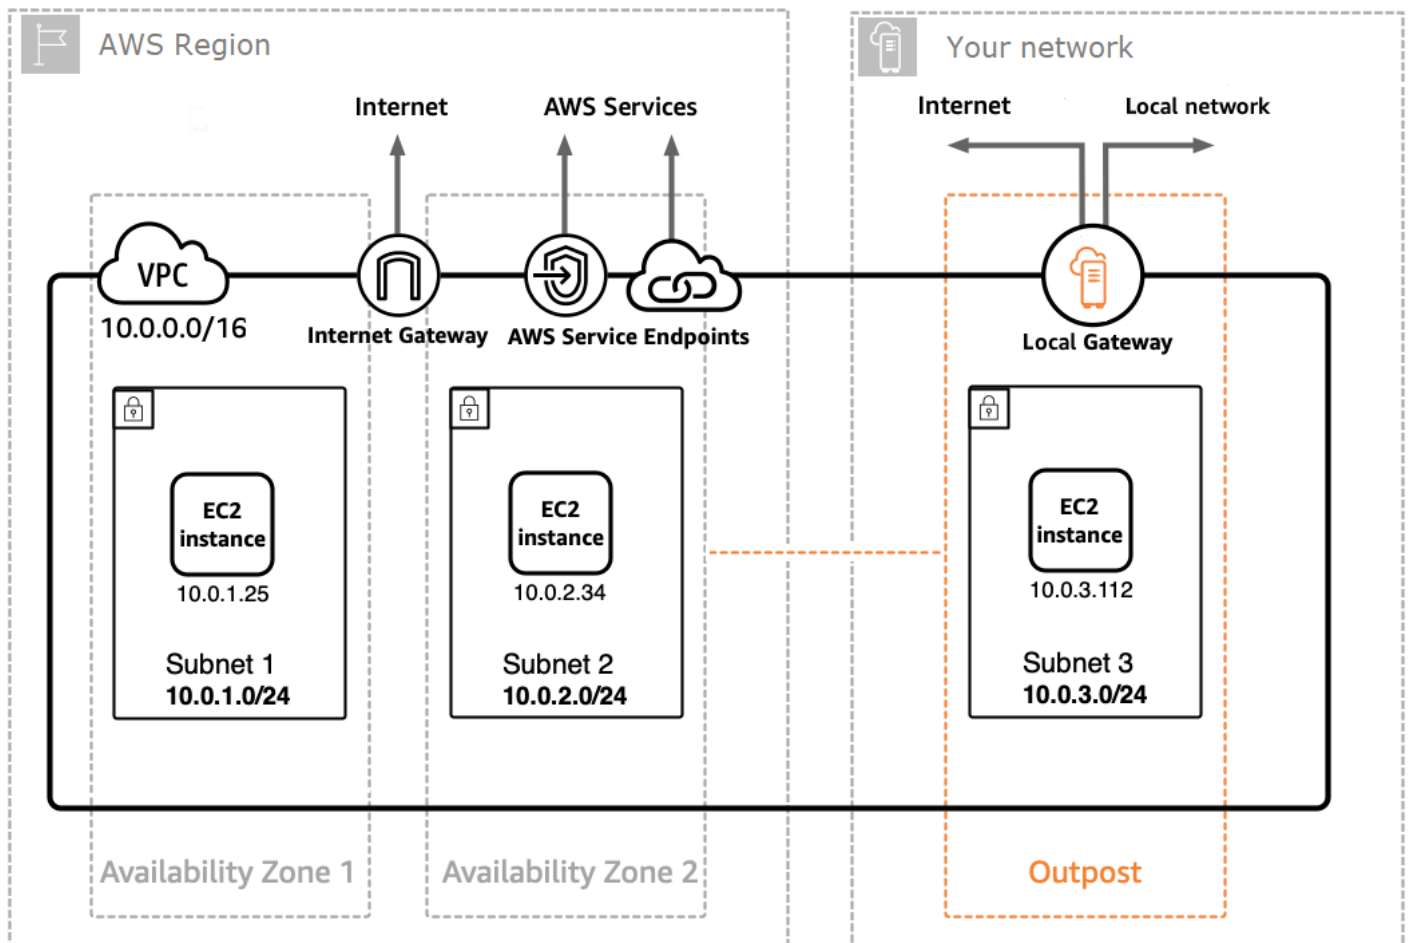 AWS Region
Your network
Internet
AWS Services
Internet
Local network
VPC
10.0.0.0/16
Internet Gateway
AWS Service Endpoints
Local Gateway
EC2
instance
10.0.1.25
Subnet 1
10.0.1.0/24
EC2
instance
10.0.2.34
Subnet 2
10.0.2.0/24
EC2
instance
10.0.3.112
Subnet 3
10.0.3.0/24
Availability Zone 1
Availability Zone 2
Outpost